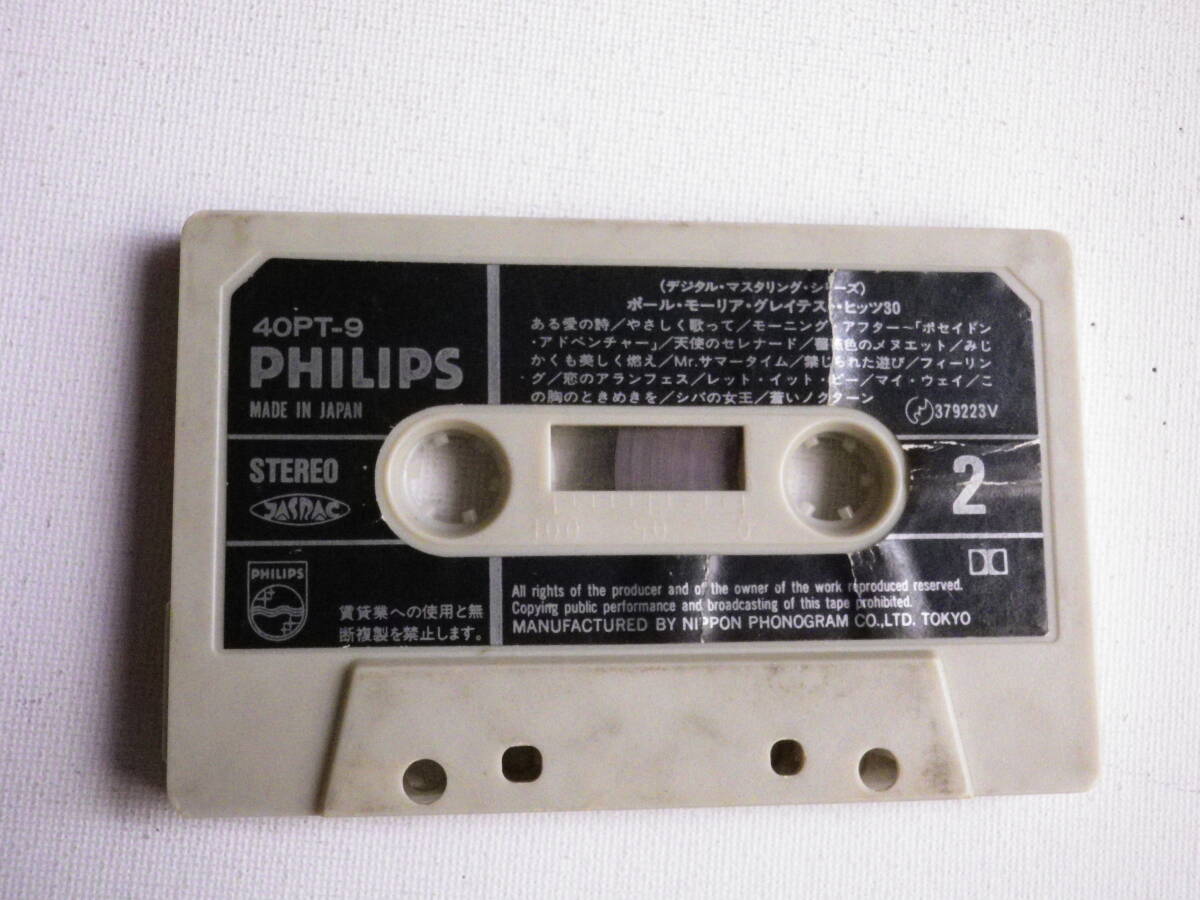 40PT-9
PHILIPS
MADE IN JAPAN
(デジタル・マスタリング・シリーズ)
ポール・モーリア・グレイテスト・ヒッツ30
ある愛の詩／やさしく歌って／モーニング・アフター～「ポセイドン
・アドベンチャー」／天使のセレナード／薔薇色のメヌエット／みじ
かくも美しく燃え／Mr.サマータイム／禁じられた遊び／フィーリン
グ／恋のアランフェス／レット・イット・ビー／マイ・ウェイ／こ
の胸のときめきを／シバの女王／蒼いノクターン
379223V
STEREO
JASRAC
2
100 50 0
PHILIPS
賃貸業への使用と無
断複製を禁止します。
All rights of the producer and of the owner of the work reproduced reserved.
Copying public performance and broadcasting of this tape prohibited.
MANUFACTURED BY NIPPON PHONOGRAM CO.,LTD. TOKYO